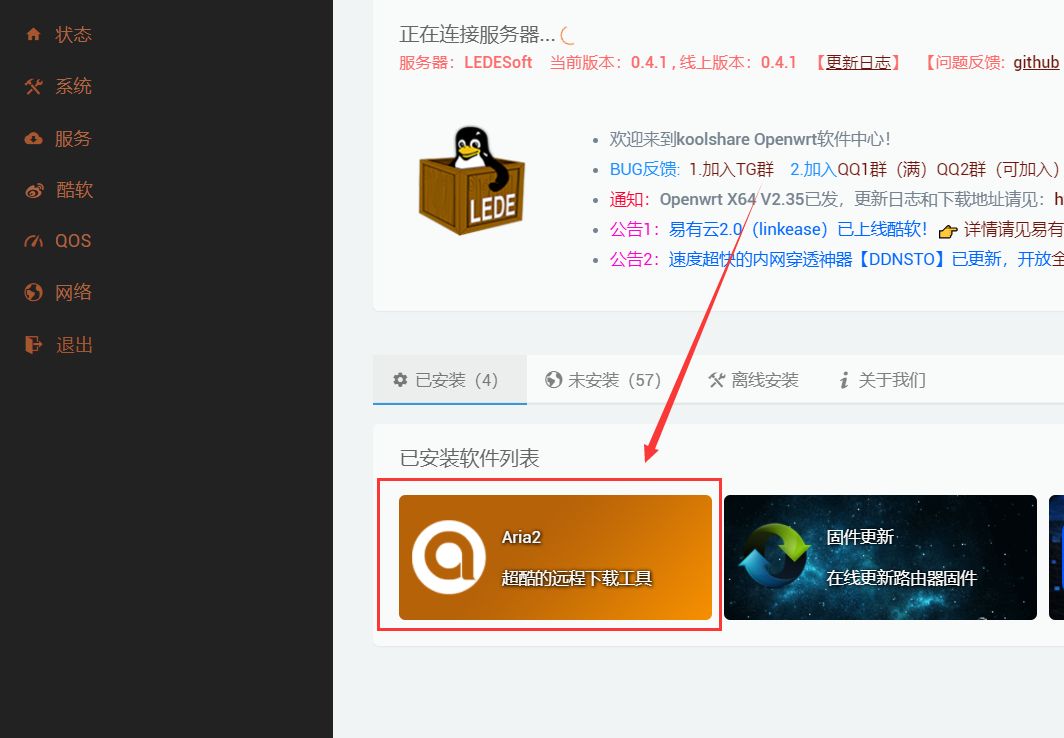 状态
系统
服务
酷软
QOS
网络
退出
正在连接服务器...
服务器：LEDESoft 当前版本：0.4.1 , 线上版本：0.4.1 【更新日志】 【问题反馈: github
欢迎来到koolshare Openwrt软件中心！
BUG反馈: 1.加入TG群 2.加入QQ1群（满）QQ2群（可加入）
通知：Openwrt X64 V2.35已发，更新日志和下载地址请见：h
公告1：易有云2.0（linkease）已上线酷软！ 👉 详情请见易有
公告2：速度超快的内网穿透神器【DDNSTO】已更新，开放全
LEDE
已安装（4） 未安装（57） 离线安装 关于我们
已安装软件列表
Aria2
超酷的远程下载工具
固件更新
在线更新路由器固件